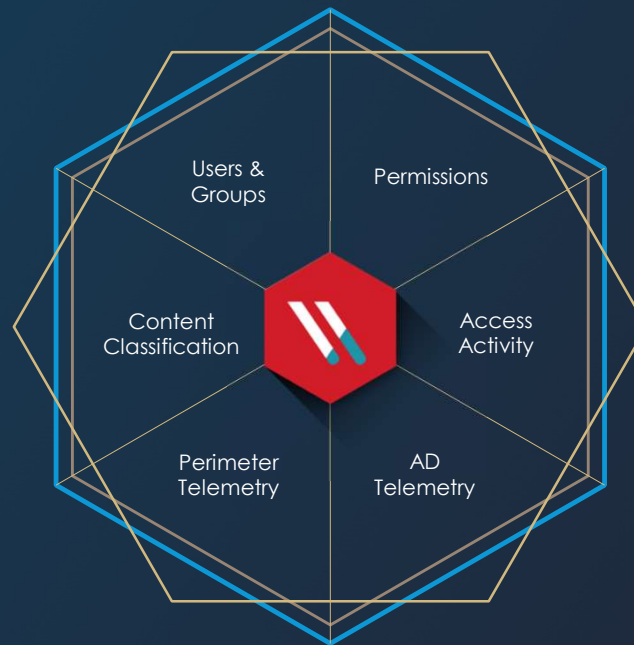 Users &
Groups
Permissions
Content
Classification
Access
Activity
Perimeter
Telemetry
AD
Telemetry